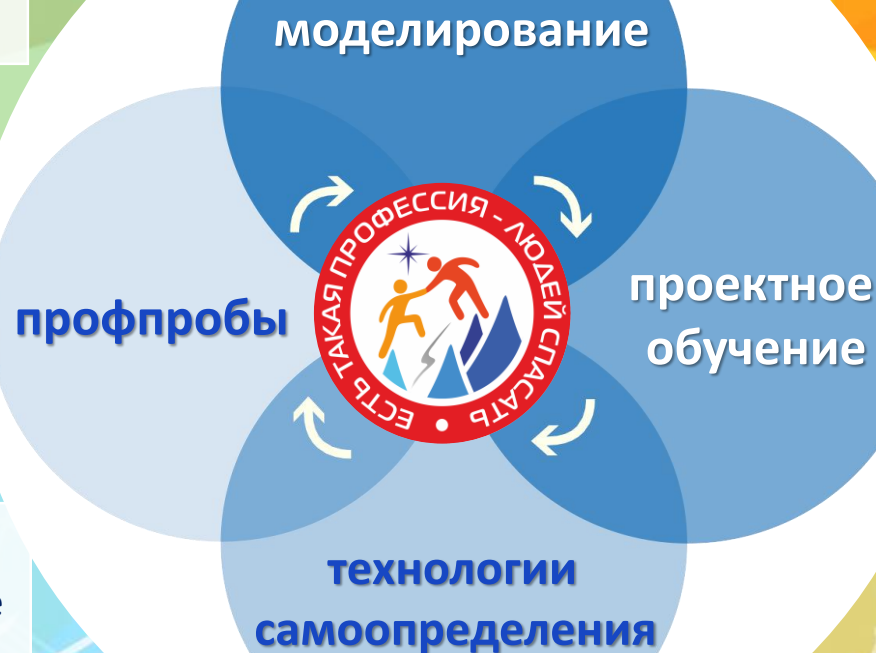 моделирование
ЕСТЬ ТАКАЯ ПРОФЕССИЯ - ЛЮДЕЙ СПАСАТЬ •
проектное
обучение
профпробы
технологии
самоопределения